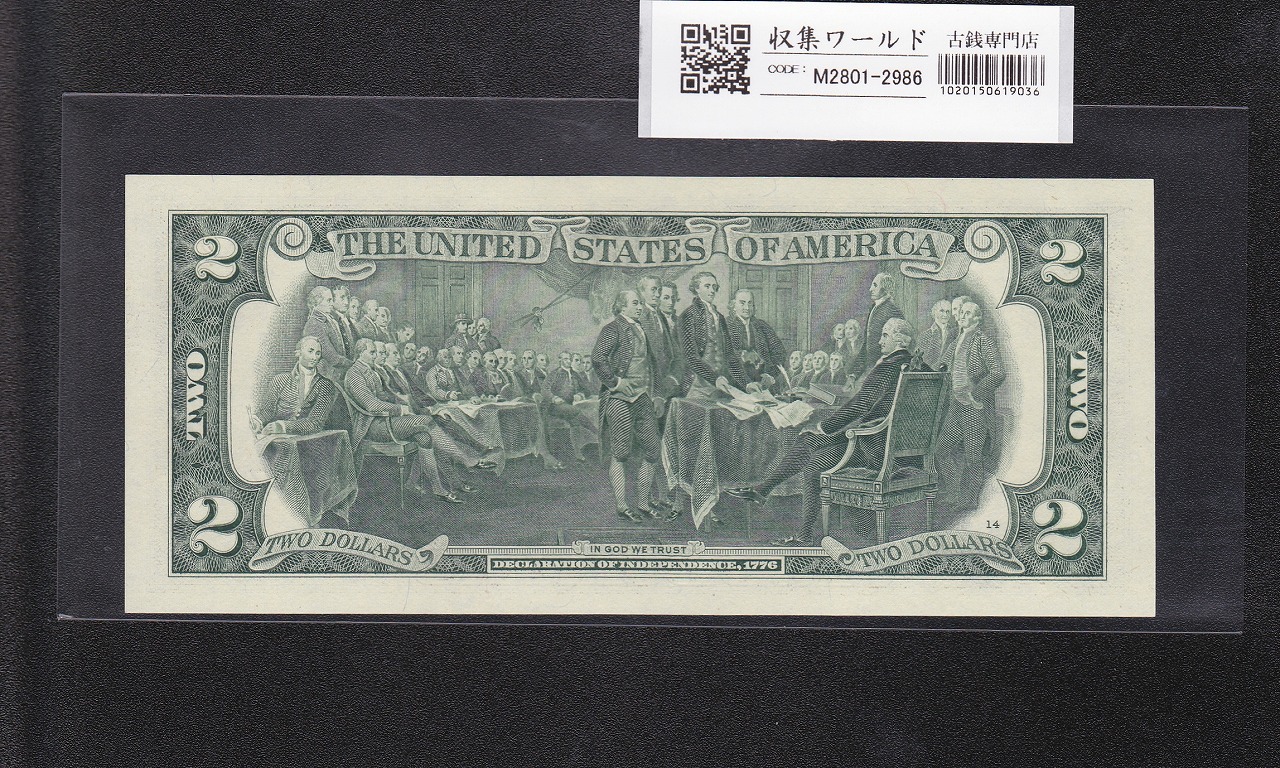 収集ワールド 古銭専門店
CODE: M2801-2986
1020150619036
2 THE UNITED STATES OF AMERICA 2
TWO TWO
14
2 TWO DOLLARS IN GOD WE TRUST TWO DOLLARS 2
DECLARATION OF INDEPENDENCE, 1776